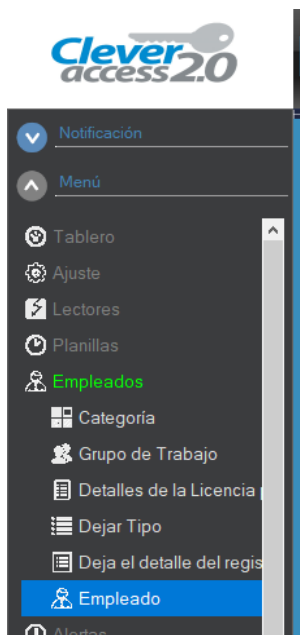 Clever
access2.0
Notificación
Menú
Tablero
Ajuste
Lectores
Planillas
Empleados
Categoría
Grupo de Trabajo
Detalles de la Licencia
Dejar Tipo
Deja el detalle del regis
Empleado
Alertas